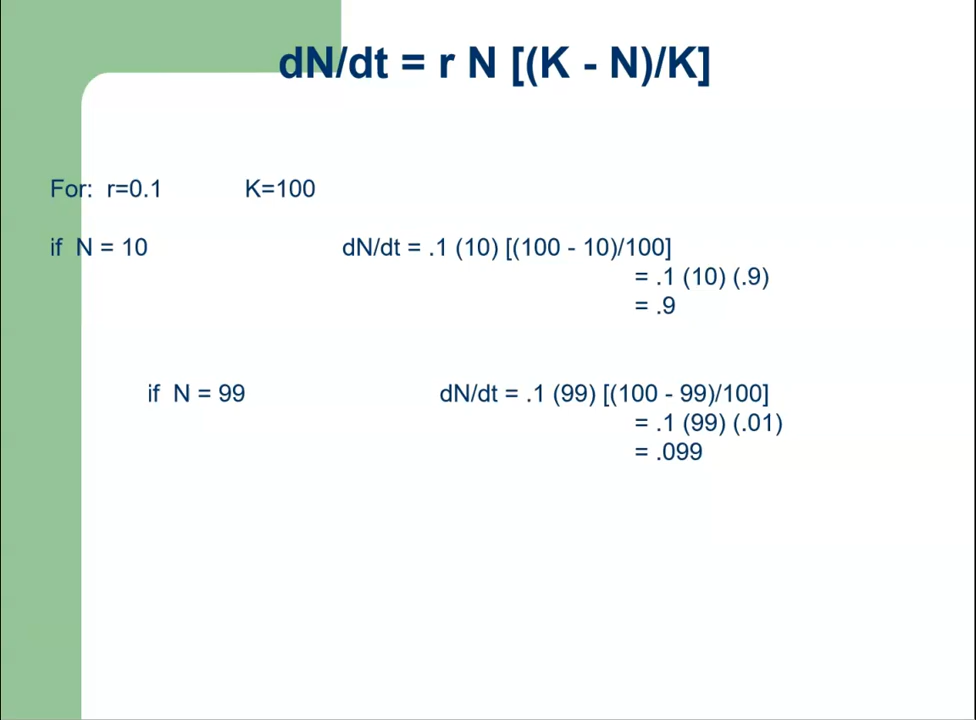 dN/dt = r N [(K - N)/K]
For: r=0.1 K=100
if N = 10 dN/dt = .1 (10) [(100 - 10)/100]
= .1 (10) (.9)
= .9
if N = 99 dN/dt = .1 (99) [(100 - 99)/100]
= .1 (99) (.01)
= .099